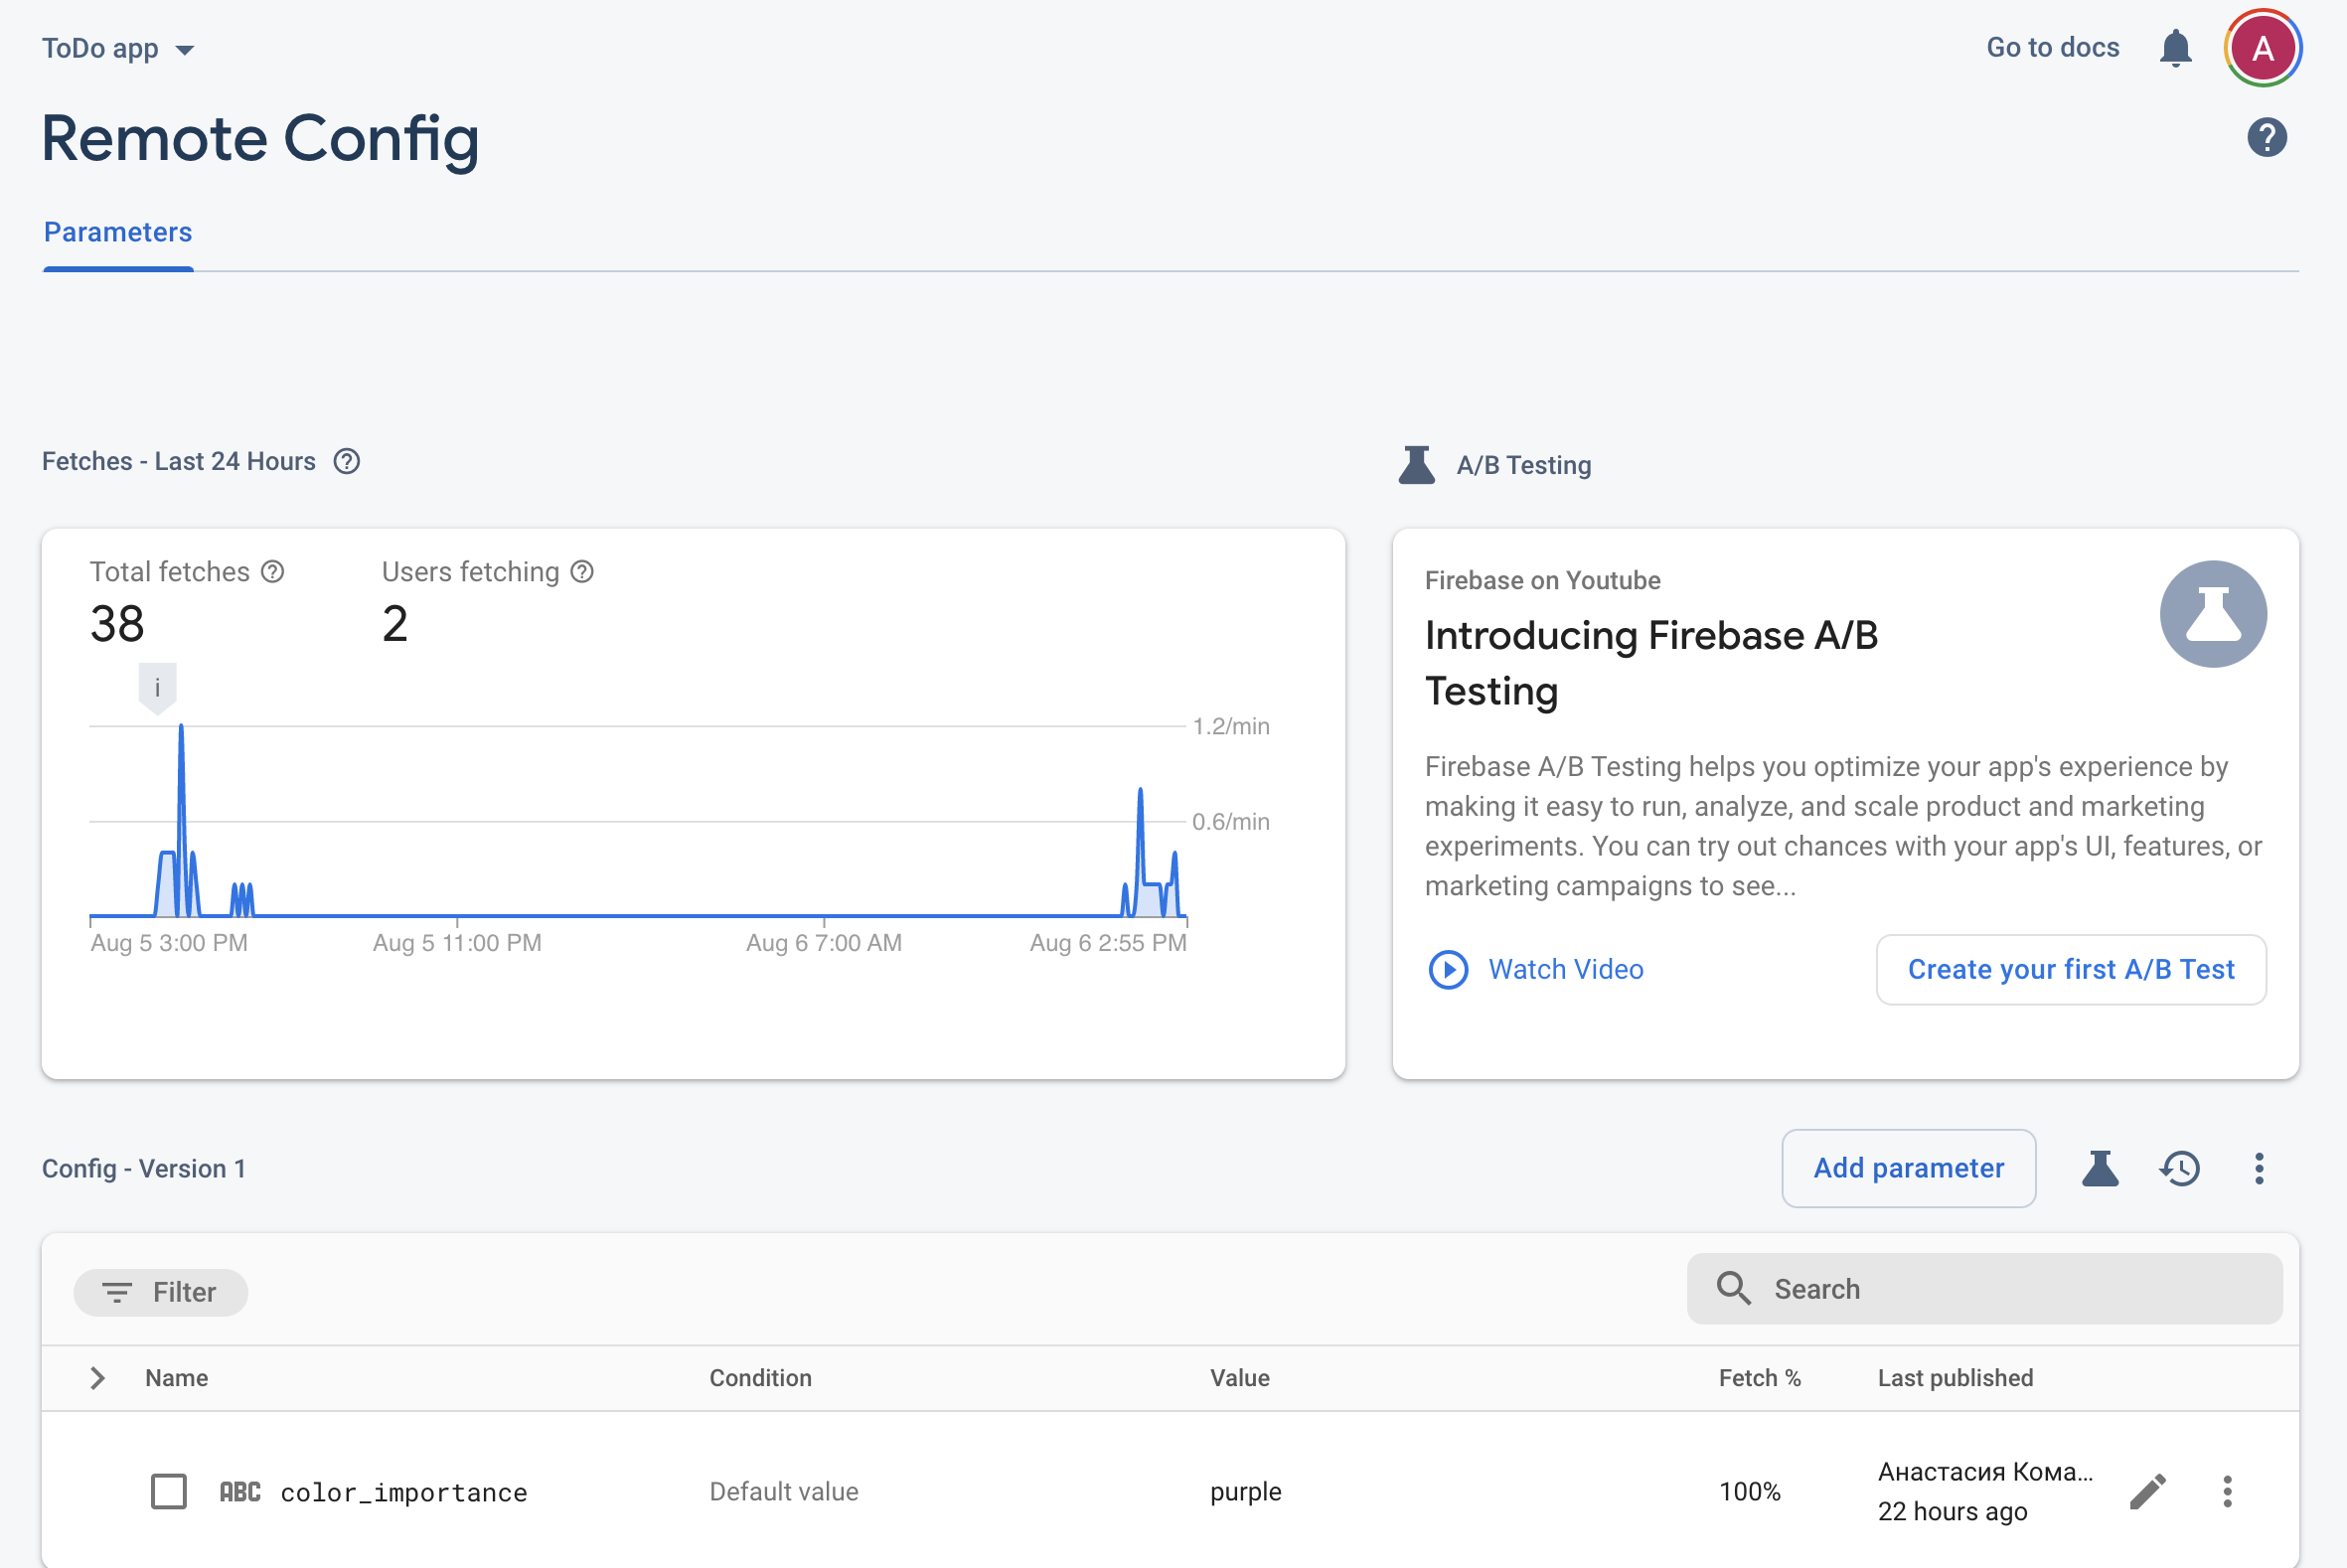 ToDo app
Go to docs
A
Remote Config
?
Parameters
Fetches - Last 24 Hours ?
A/B Testing
Total fetches ?
Users fetching ?
38
2
i
1.2/min
0.6/min
Aug 5 3:00 PM
Aug 5 11:00 PM
Aug 6 7:00 AM
Aug 6 2:55 PM
Firebase on Youtube
Introducing Firebase A/B
Testing
Firebase A/B Testing helps you optimize your app's experience by
making it easy to run, analyze, and scale product and marketing
experiments. You can try out chances with your app's UI, features, or
marketing campaigns to see...
Watch Video
Create your first A/B Test
Config - Version 1
Add parameter
Filter
Search
Name
Condition
Value
Fetch %
Last published
ABC color_importance
Default value
purple
100%
Анастасия Кома...
22 hours ago